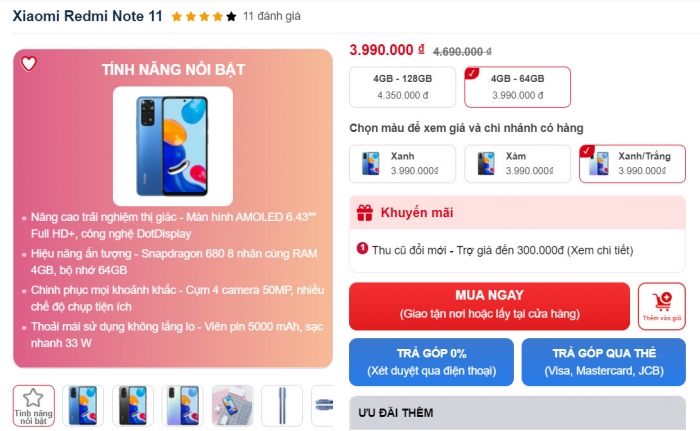 Xiaomi Redmi Note 11 11 đánh giá
TÍNH NĂNG NỔI BẬT
Nâng cao trải nghiệm thị giác - Màn hình AMOLED 6.43""
Full HD+, công nghệ DotDisplay
Hiệu năng ấn tượng - Snapdragon 680 8 nhân cùng RAM
4GB, bộ nhớ 64GB
Chinh phục mọi khoảnh khắc - Cụm 4 camera 50MP, nhiều
chế độ chụp tiện ích
Thoải mái sử dụng không lắng lo - Viên pin 5000 mAh, sạc
nhanh 33 W
Tính năng
nổi bật
3.990.000 ₫ 4.690.000 ₫
4GB - 128GB
4.350.000 đ
4GB - 64GB
3.990.000 đ
Chọn màu để xem giá và chi nhánh có hàng
Xanh
3.990.000₫
Xám
3.990.000₫
Xanh/Trắng
3.990.000₫
Khuyến mãi
1 Thu cũ đổi mới - Trợ giá đến 300.000đ (Xem chi tiết)
MUA NGAY
(Giao tận nơi hoặc lấy tại cửa hàng)
Thêm vào giỏ
TRẢ GÓP 0%
(Xét duyệt qua điện thoại)
TRẢ GÓP QUA THẺ
(Visa, Mastercard, JCB)
ƯU ĐÃI THÊM